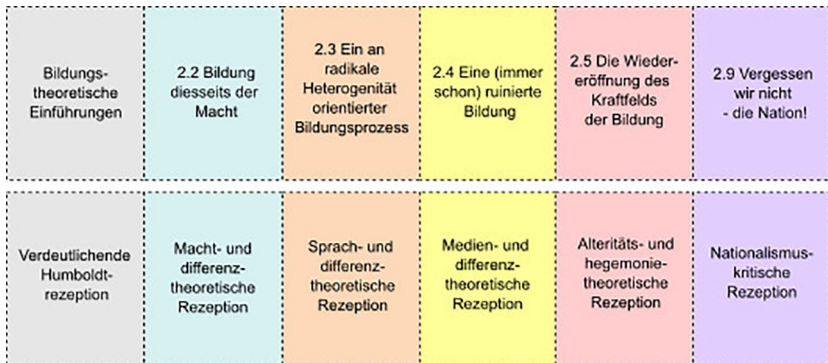 Bildungs-
theoretische
Einführungen
2.2 Bildung
diesseits der
Macht
2.3 Ein an
radikale
Heterogenität
orientierter
Bildungsprozess
2.4 Eine (immer
schon) ruinierte
Bildung
2.5 Die Wieder-
eröffnung des
Kraftfelds
der Bildung
2.9 Vergessen
wir nicht
- die Nation!
Verdeutlichende
Humboldt-
rezeption
Macht- und
differenz-
theoretische
Rezeption
Sprach- und
differenz-
theoretische
Rezeption
Medien- und
differenz-
theoretische
Rezeption
Alteritäts- und
hegemonie-
theoretische
Rezeption
Nationalismus-
kritische
Rezeption